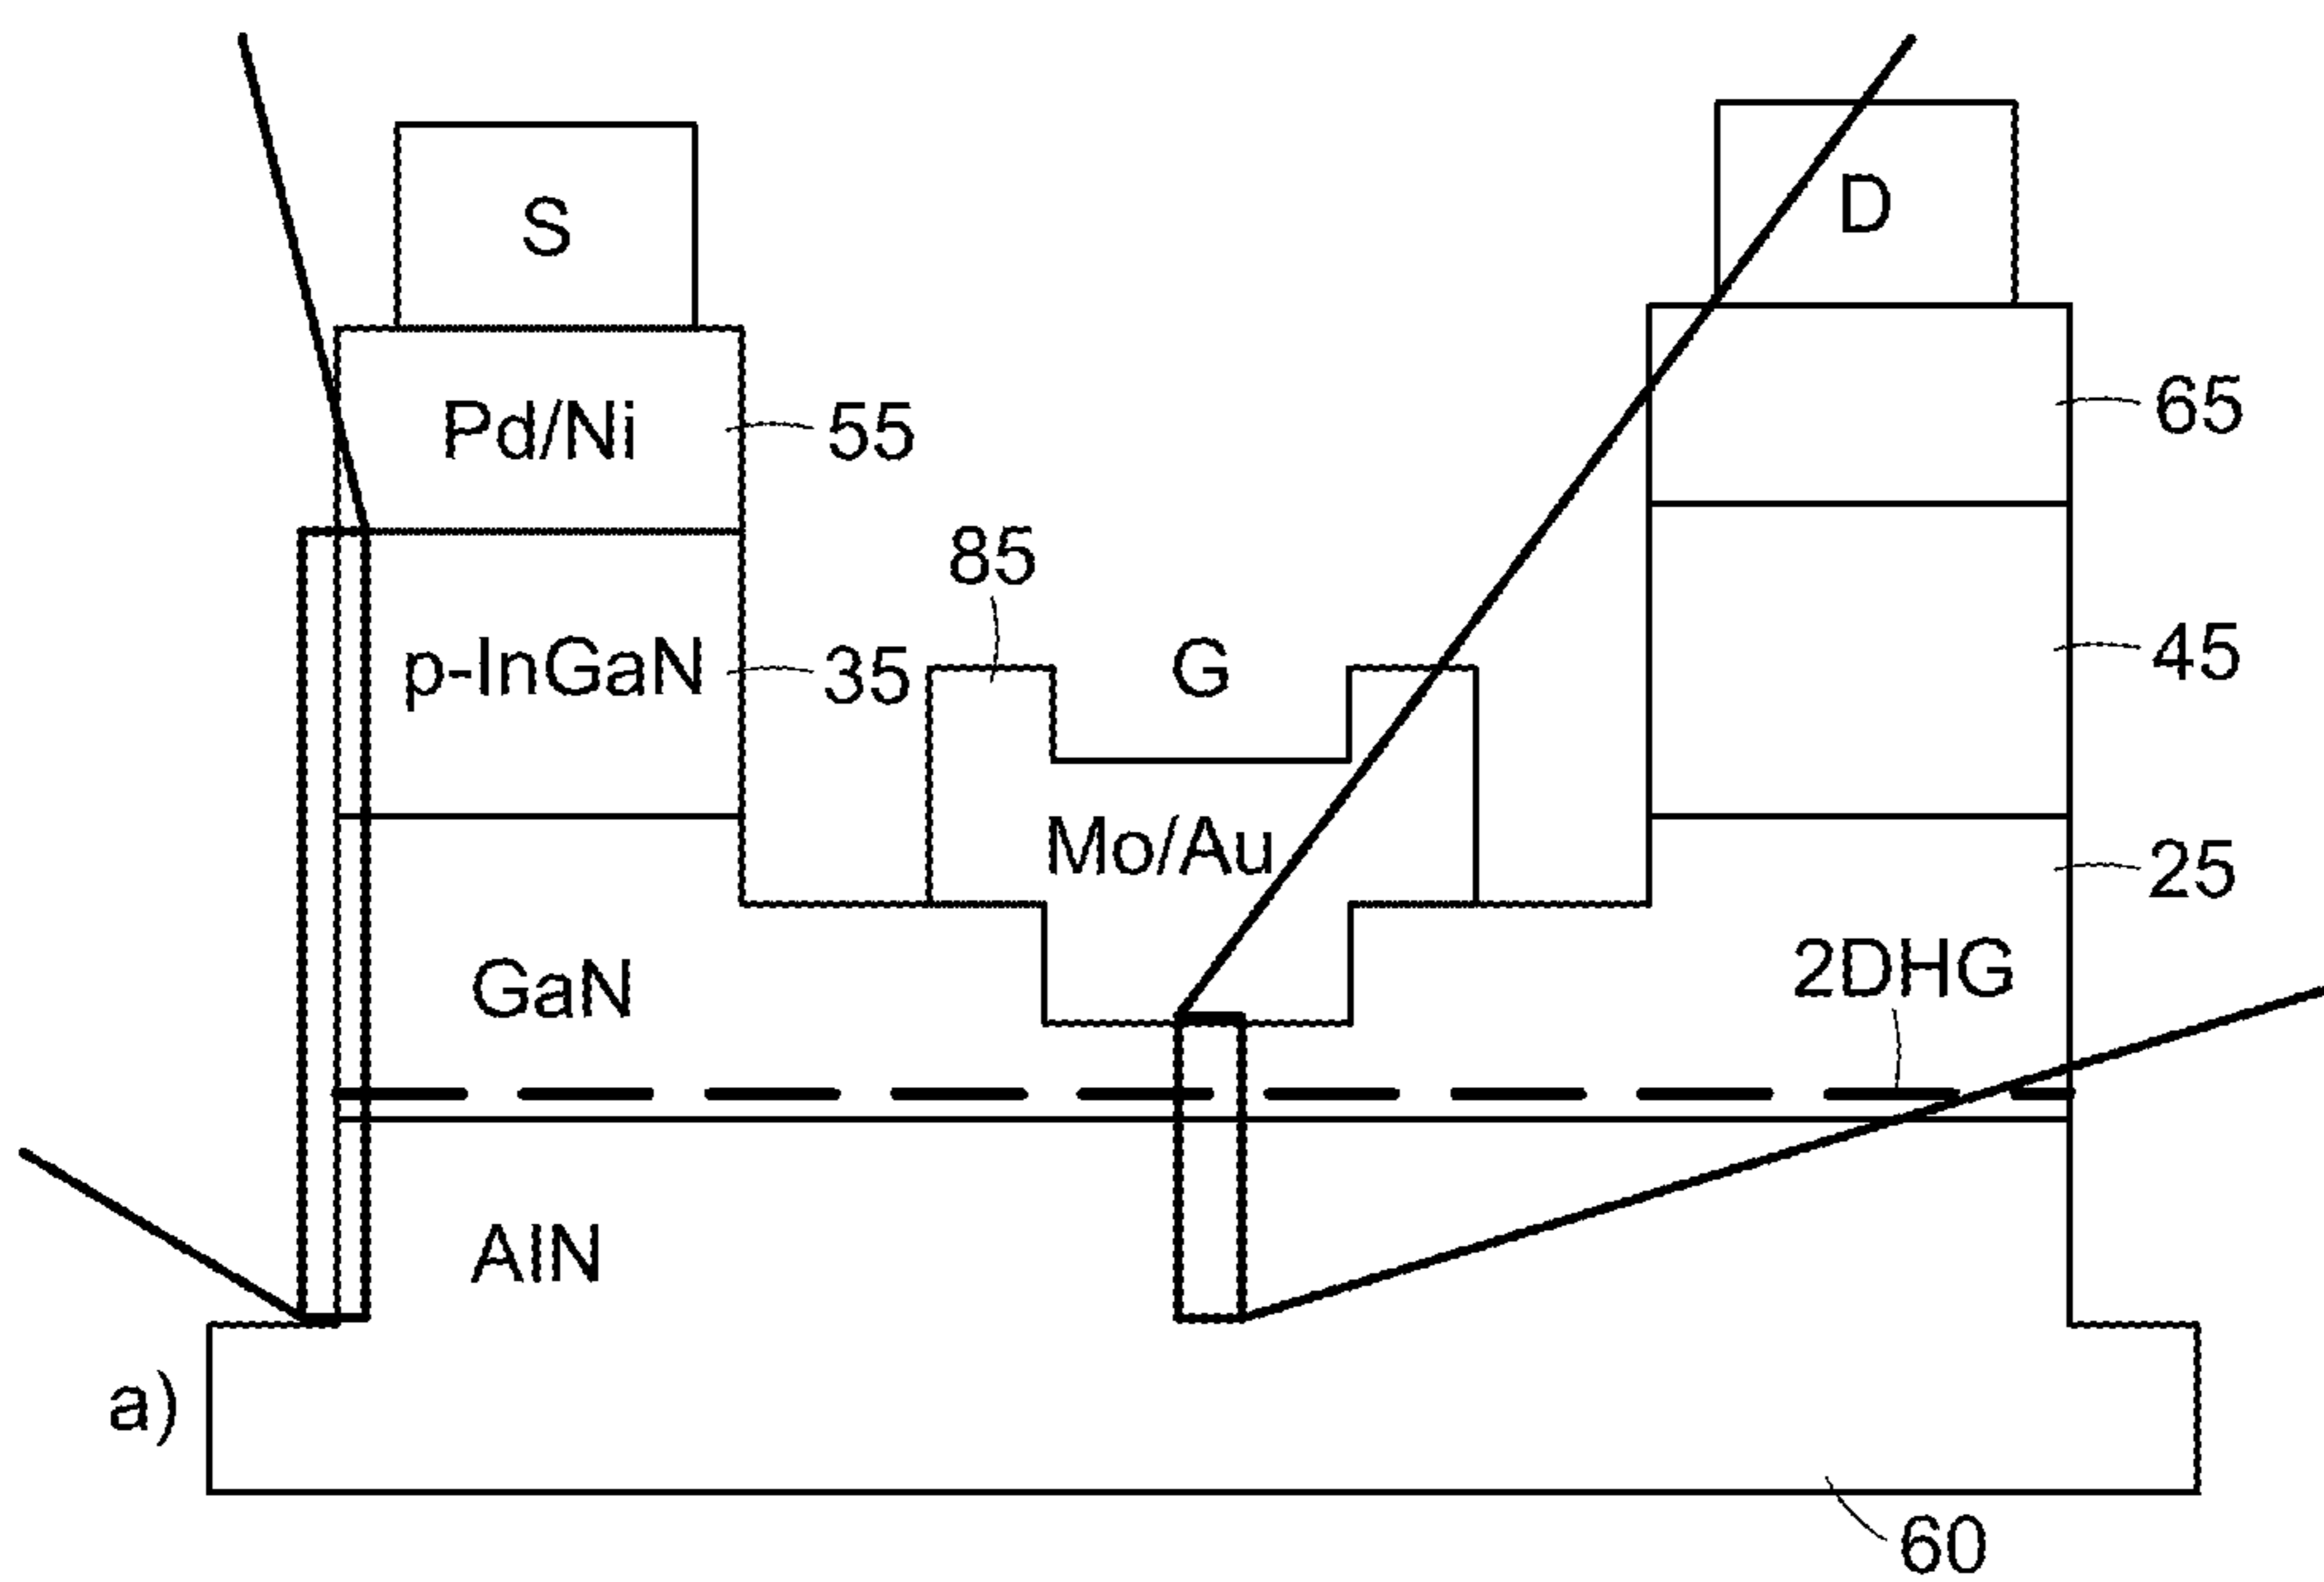 S
D
Pd/Ni
55
65
85
p-InGaN
35
G
45
Mo/Au
25
GaN
2DHG
AlN
a)
60